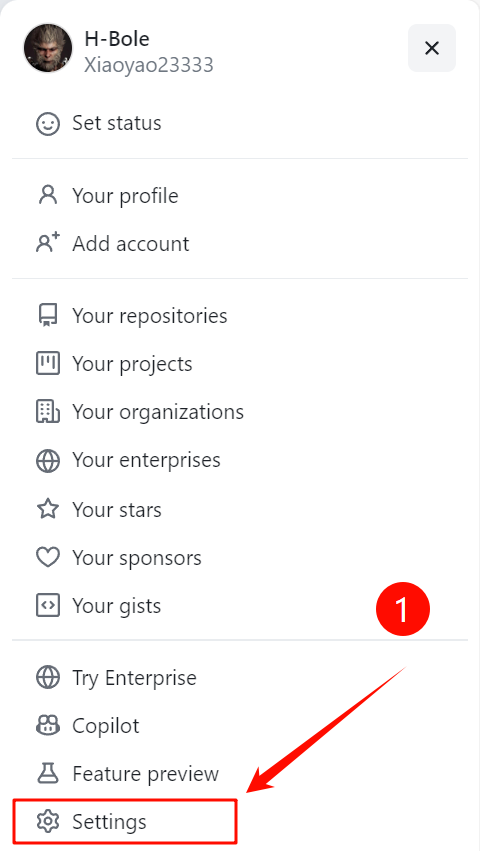 H-Bole
Xiaoyao23333
Set status
Your profile
Add account
Your repositories
Your projects
Your organizations
Your enterprises
Your stars
Your sponsors
Your gists
1
Try Enterprise
Copilot
Feature preview
Settings